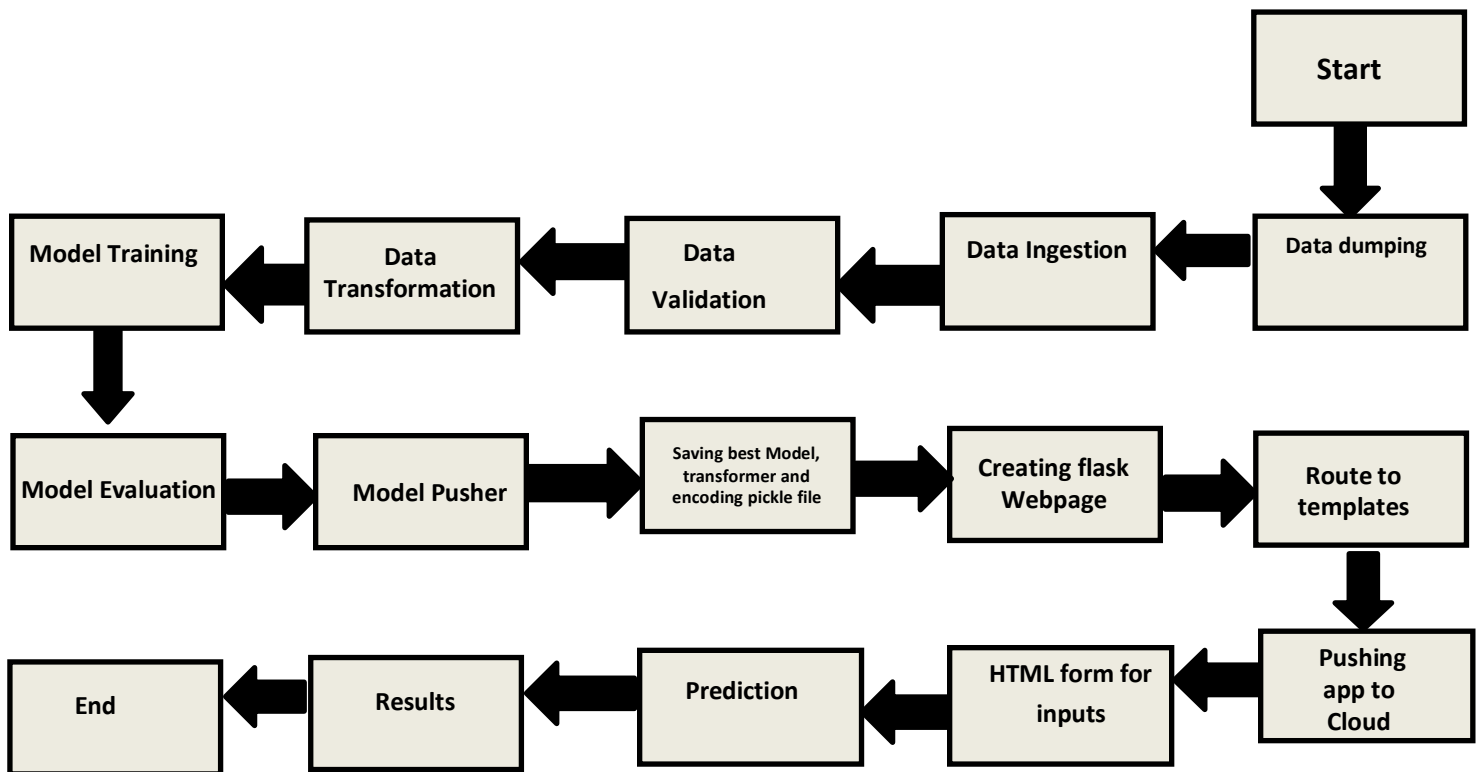 Start
Data dumping
Data Ingestion
Data
Validation
Data
Transformation
Model Training
Model Evaluation
Model Pusher
Saving best Model,
transformer and
encoding pickle file
Creating flask
Webpage
Route to
templates
Pushing
app to
Cloud
HTML form for
inputs
Prediction
Results
End